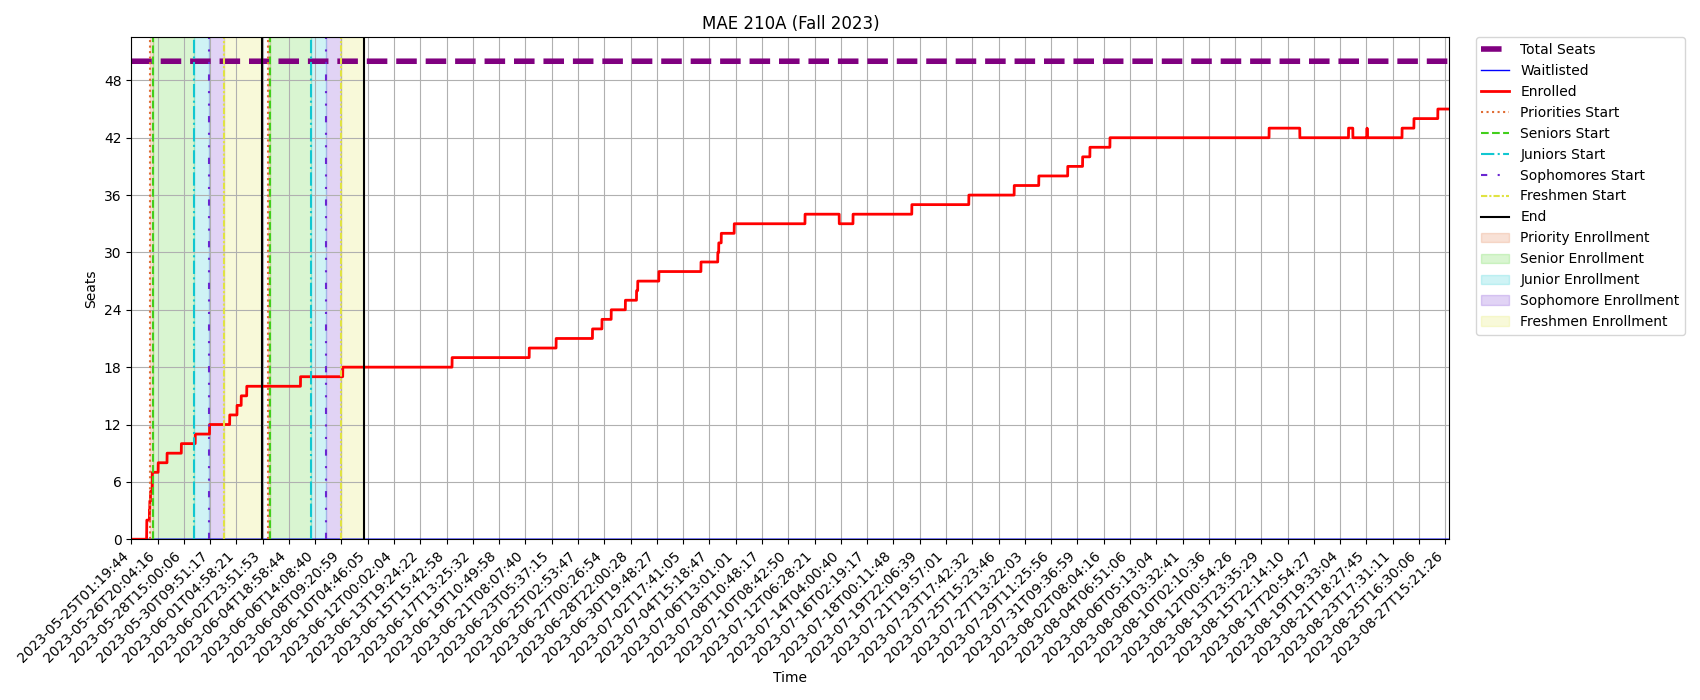 MAE 210A (Fall 2023)
Seats
48
42
36
30
24
18
12
6
0
2023-05-25T01:19:44
2023-05-26T20:04:16
2023-05-28T15:00:06
2023-05-30T09:51:17
2023-06-01T04:58:21
2023-06-02T23:51:53
2023-06-04T18:58:44
2023-06-06T14:08:40
2023-06-08T09:20:59
2023-06-10T04:46:05
2023-06-12T00:02:04
2023-06-13T19:24:22
2023-06-15T15:42:58
2023-06-17T13:25:32
2023-06-19T10:49:58
2023-06-21T08:07:40
2023-06-23T05:37:15
2023-06-25T02:53:47
2023-06-27T00:26:54
2023-06-28T22:00:28
2023-06-30T19:48:27
2023-07-02T17:41:05
2023-07-04T15:18:47
2023-07-06T13:01:01
2023-07-08T10:48:17
2023-07-10T08:42:50
2023-07-12T06:28:21
2023-07-14T04:00:40
2023-07-16T02:19:17
2023-07-18T00:11:48
2023-07-19T22:06:39
2023-07-21T19:57:01
2023-07-23T17:42:32
2023-07-25T15:23:46
2023-07-27T13:22:03
2023-07-29T11:25:56
2023-07-31T09:36:59
2023-08-02T08:04:16
2023-08-04T06:51:06
2023-08-06T05:13:04
2023-08-08T03:32:41
2023-08-10T02:10:36
2023-08-12T00:54:26
2023-08-13T23:35:29
2023-08-15T22:14:10
2023-08-17T20:54:27
2023-08-19T19:33:04
2023-08-21T18:27:45
2023-08-23T17:31:11
2023-08-25T16:30:06
2023-08-27T15:21:26
Time
Total Seats
Waitlisted
Enrolled
Priorities Start
Seniors Start
Juniors Start
Sophomores Start
Freshmen Start
End
Priority Enrollment
Senior Enrollment
Junior Enrollment
Sophomore Enrollment
Freshmen Enrollment